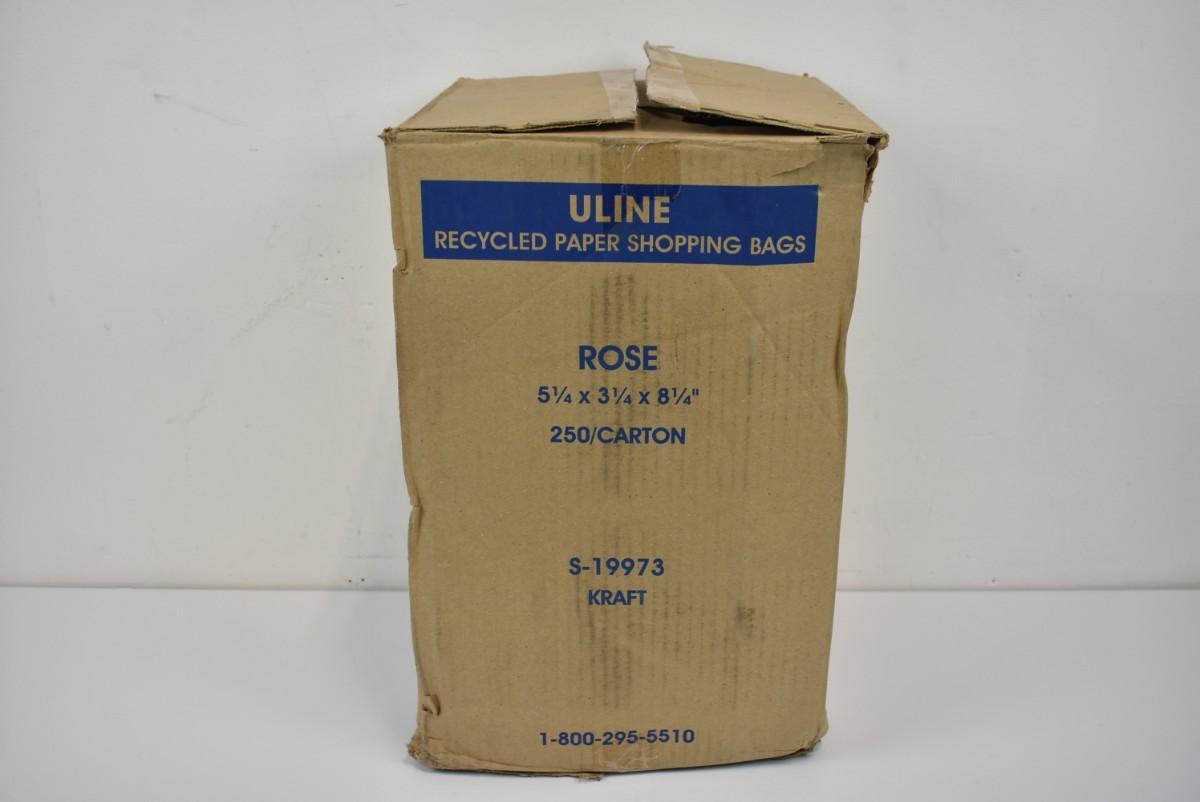 ULINE
RECYCLED PAPER SHOPPING BAGS
ROSE
5¼ x 3¼ x 8¼"
250/CARTON
S-19973
KRAFT
1-800-295-5510